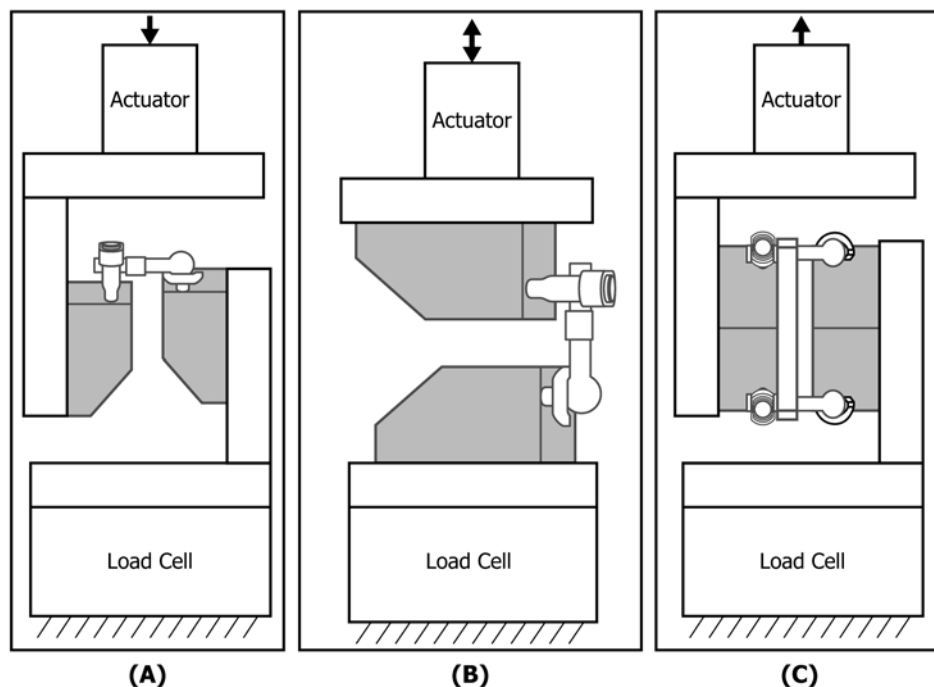 Actuator
Actuator
Actuator
Load Cell
Load Cell
Load Cell
(A)
(B)
(C)